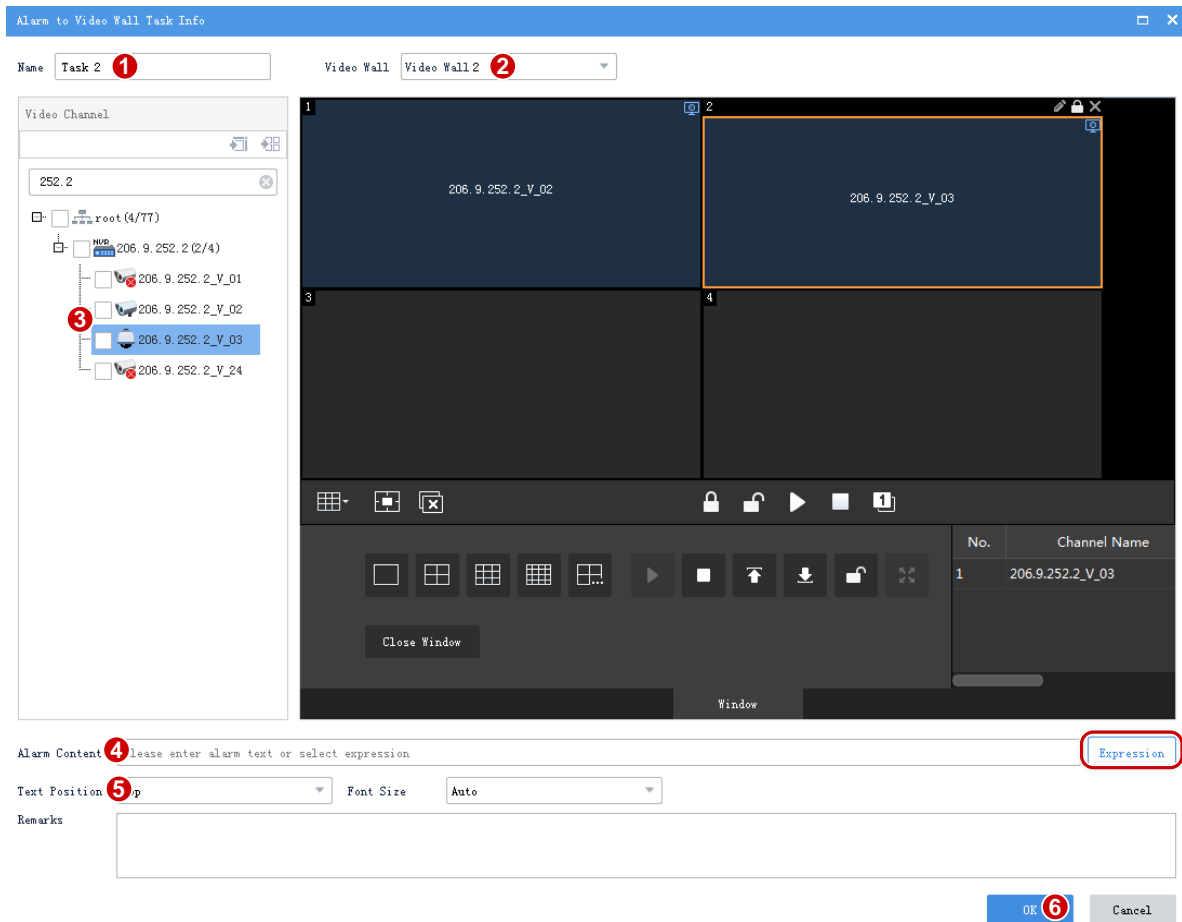 Alarm to Video Wall Task Info
Name Task 2 1 Video Wall Video Wall 2 2
Video Channel
252.2
root (4/77)
NVR 206.9.252.2 (2/4)
206.9.252.2_V_01
206.9.252.2_V_02
3
206.9.252.2_V_03
206.9.252.2_V_24
1
206.9.252.2_V_02
2
206.9.252.2_V_03
3
4
1
No. Channel Name
1 206.9.252.2_V_03
Close Window
Window
Alarm Content 4 lease enter alarm text or select expression Expression
Text Position 5 Font Size Auto
Remarks
OK 6 Cancel